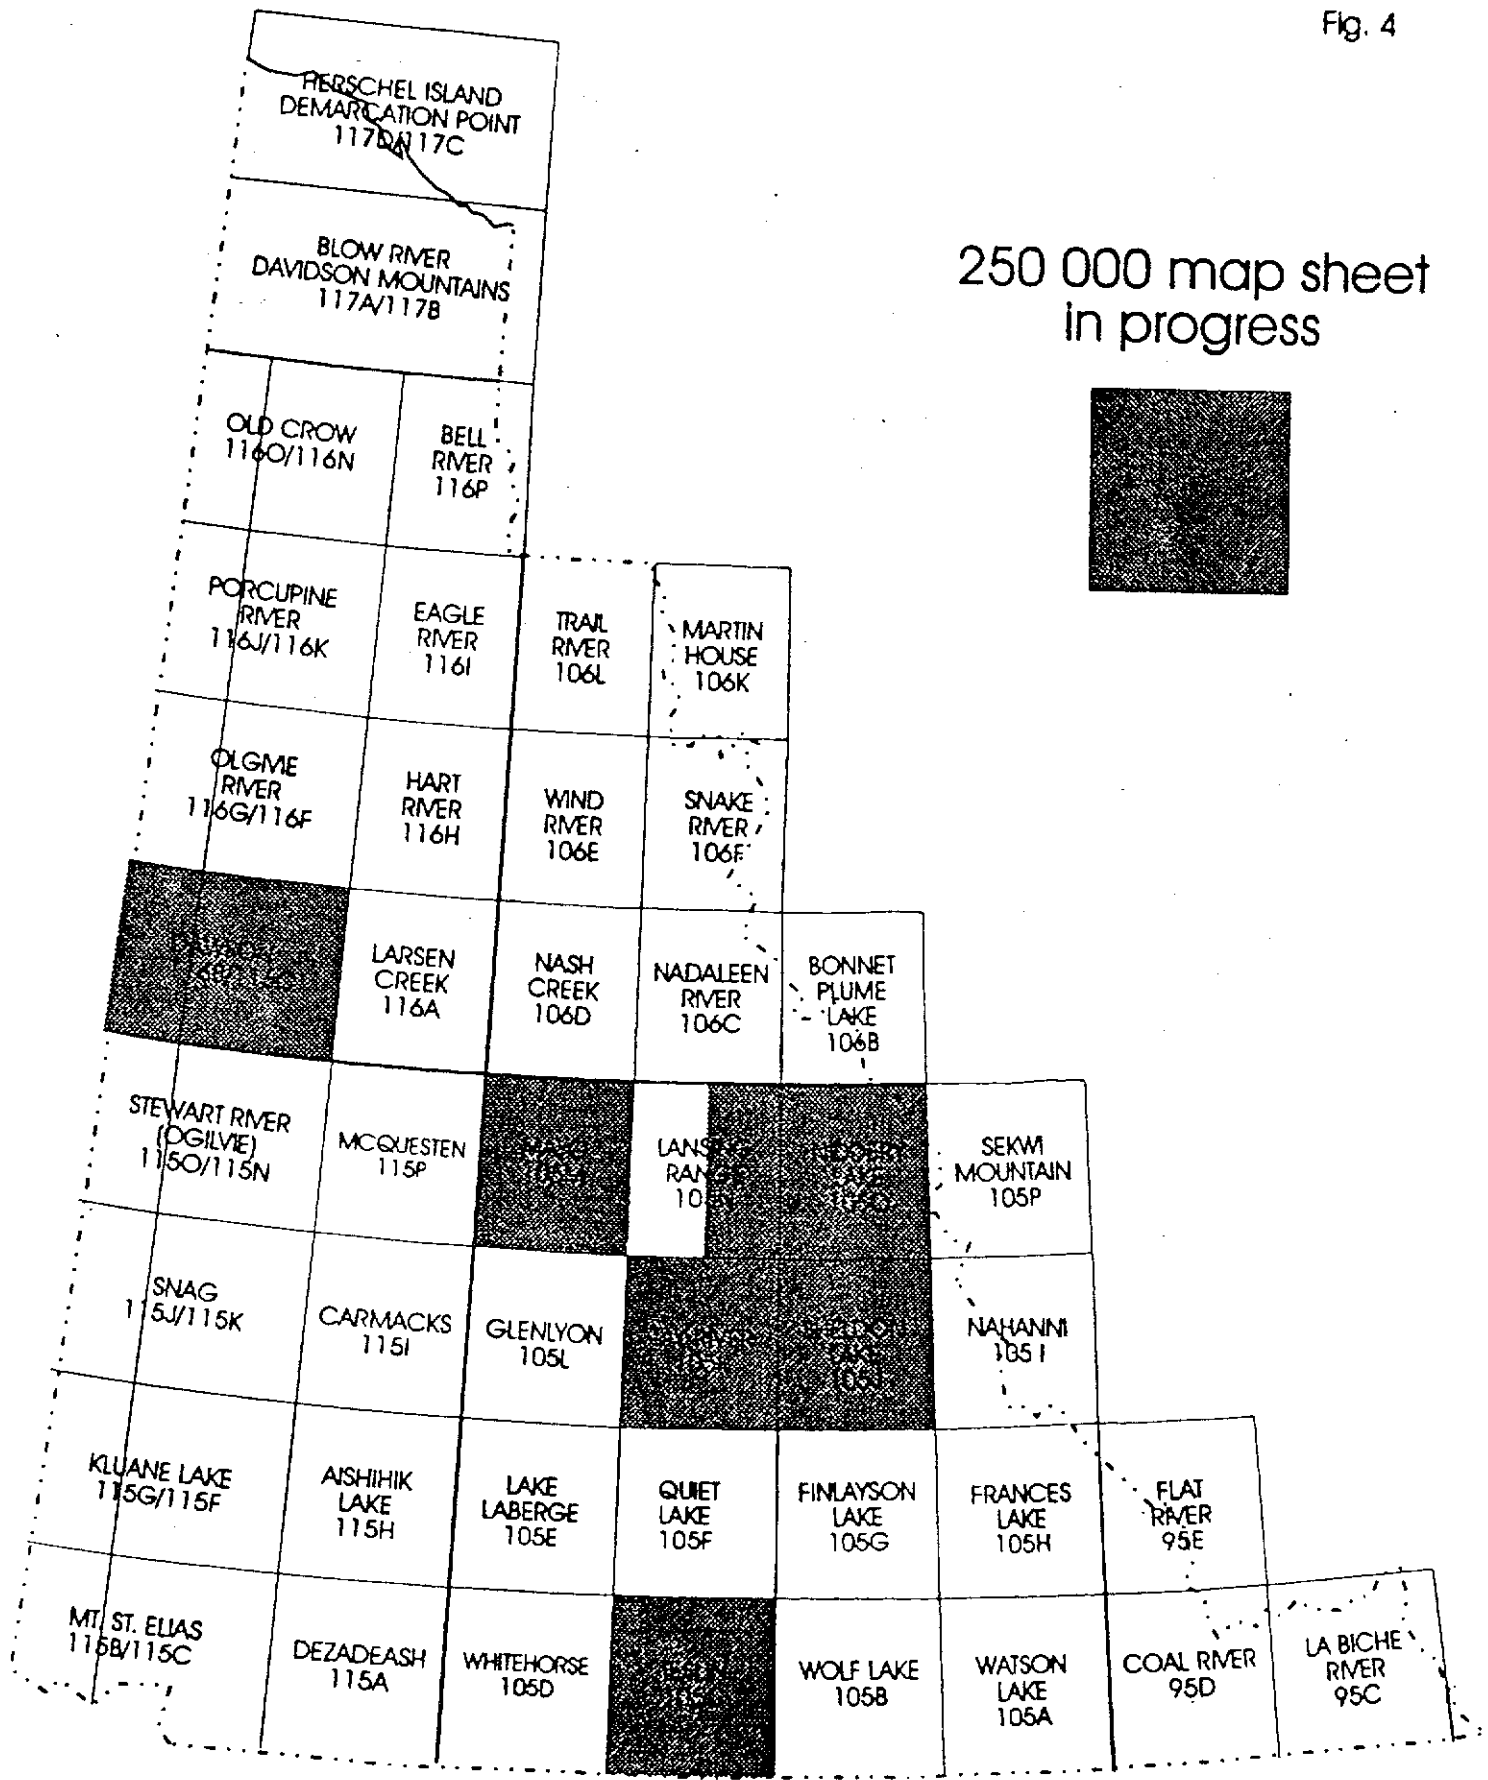 Fig. 4
HERSCHEL ISLAND
DEMARCATION POINT
117D/117C
BLOW RIVER
DAVIDSON MOUNTAINS
117A/117B
250 000 map sheet
in progress
OLD CROW
116O/116N
BELL
RIVER
116P
PORCUPINE
RIVER
116J/116K
EAGLE
RIVER
116I
TRAIL
RIVER
106L
MARTIN
HOUSE
106K
OLGIVIE
RIVER
116G/116F
HART
RIVER
116H
WIND
RIVER
106E
SNAKE
RIVER
106F
LARSEN
CREEK
116A
NASH
CREEK
106D
NADALEEN
RIVER
106C
BONNET
PLUME
LAKE
106B
STEWART RIVER
(OGILVIE)
115O/115N
MCQUESTEN
115P
LANSING
RANGE
SEKWI
MOUNTAIN
105P
SNAG
115J/115K
CARMACKS
115I
GLENLYON
105L
LAKE
105J
NAHANNI
105 I
KLUANE LAKE
115G/115F
AISHIHIK
LAKE
115H
LAKE
LABERGE
105E
QUIET
LAKE
105F
FINLAYSON
LAKE
105G
FRANCES
LAKE
105H
FLAT
RIVER
95E
MT. ST. ELIAS
115B/115C
DEZADEASH
115A
WHITEHORSE
105D
WOLF LAKE
105B
WATSON
LAKE
105A
COAL RIVER
95D
LA BICHE
RIVER
95C